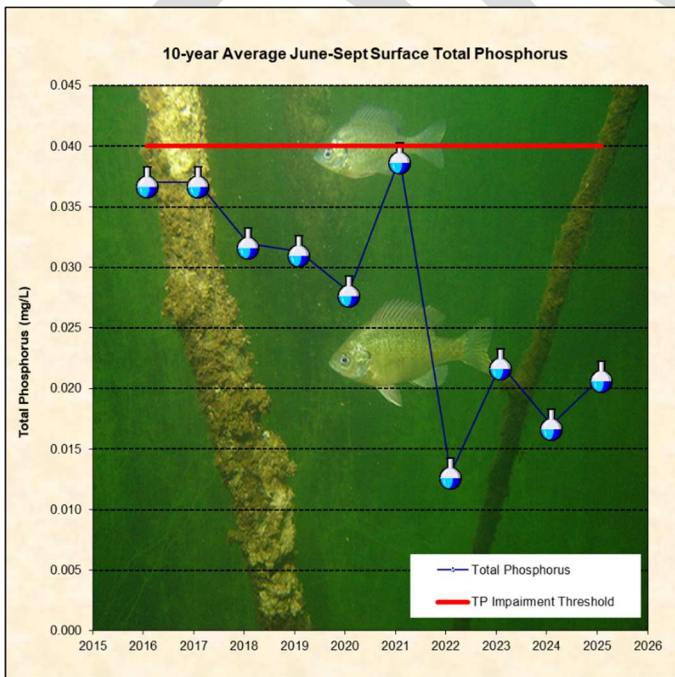 10-year Average June-Sept Surface Total Phosphorus
0.045
0.040
0.035
0.030
0.025
0.020
0.015
0.010
0.005
0.000
Total Phosphorus (mg/L)
2015 2016 2017 2018 2019 2020 2021 2022 2023 2024 2025 2026
Total Phosphorus
TP Impairment Threshold